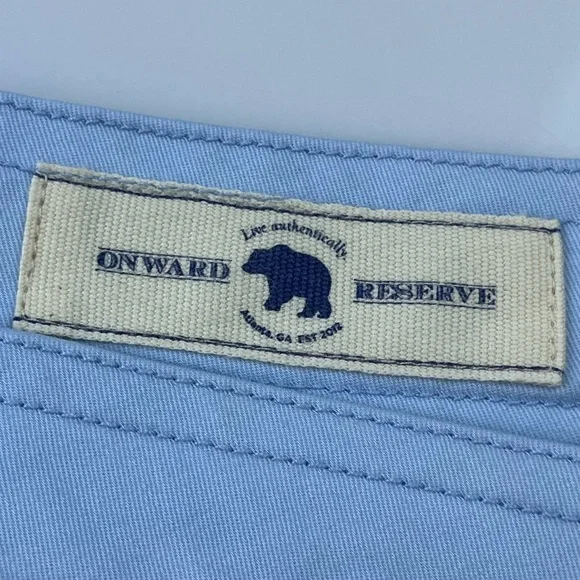 Live authentically.
ONWARD RESERVE
Atlanta, GA EST 2012